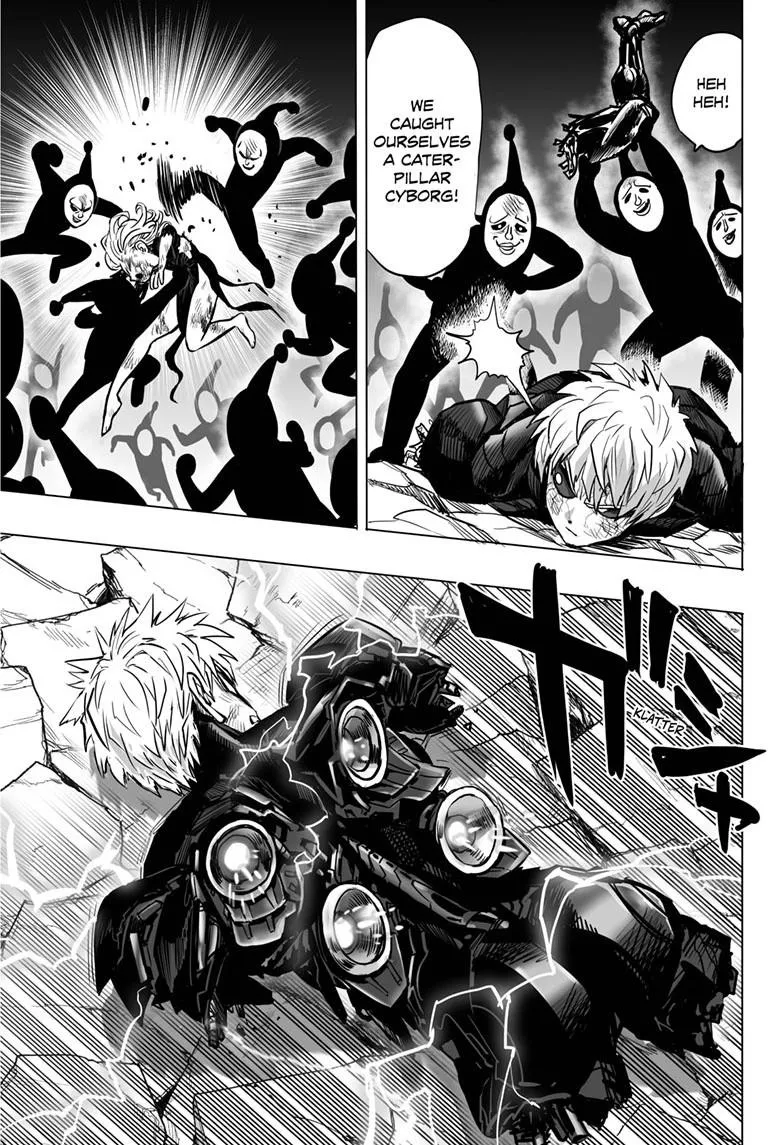 HEH
HEH!
WE
CAUGHT
OURSELVES
A CATER-
PILLAR
CYBORG!
ガシャ
KLATTER